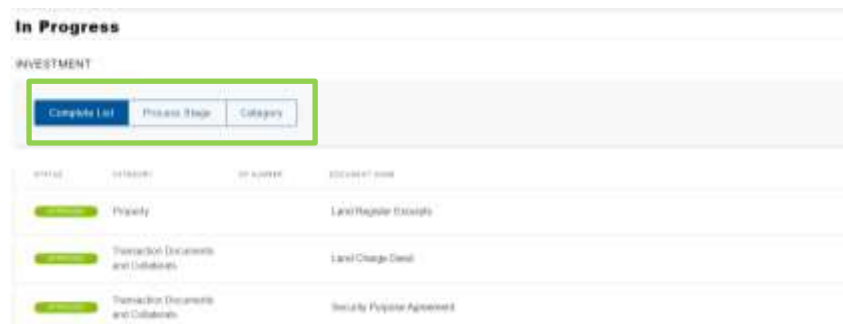 In Progress
INVESTMENT
Complete List Process Stage Category
STATUS CATEGORY DOCUMENT NAME
Property Land Register Excerpts
Transaction Documents
and Collaterals
Land Charge Deed
Transaction Documents
and Collaterals
Security Purpose Agreement